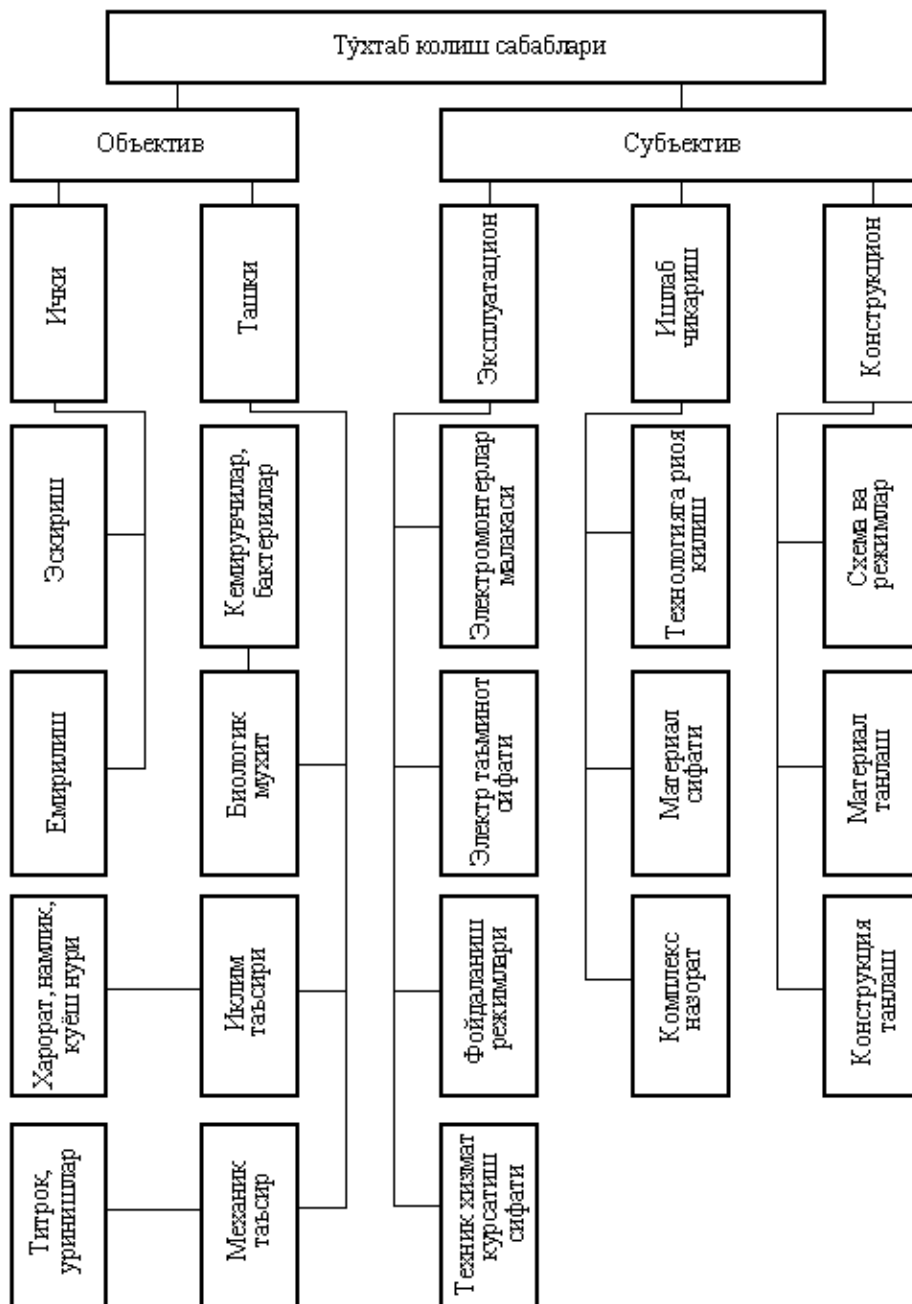 Тўхтаб колиш сабаблари
Объектив
Субъектив
Ички
Ташки
Эксплуатацион
Ишлаб
чикариш
Конструкцион
Эскириш
Кемирувчилар,
бактериялар
Электромонтерлар
малакаси
Технологияга риоя
килиш
Схема ва
режимлар
Емирилиш
Биологик
мухит
Электр таъминот
сифати
Материал
сифати
Материал
танлаш
Харорат, намлик,
куёш нури
Иклим
таъсири
Фойдаланиш
режимлари
Комплекс
назорат
Конструкция
танлаш
Титрок,
уринишлар
Механик
таъсир
Техник хизмат
курсатиш
сифати